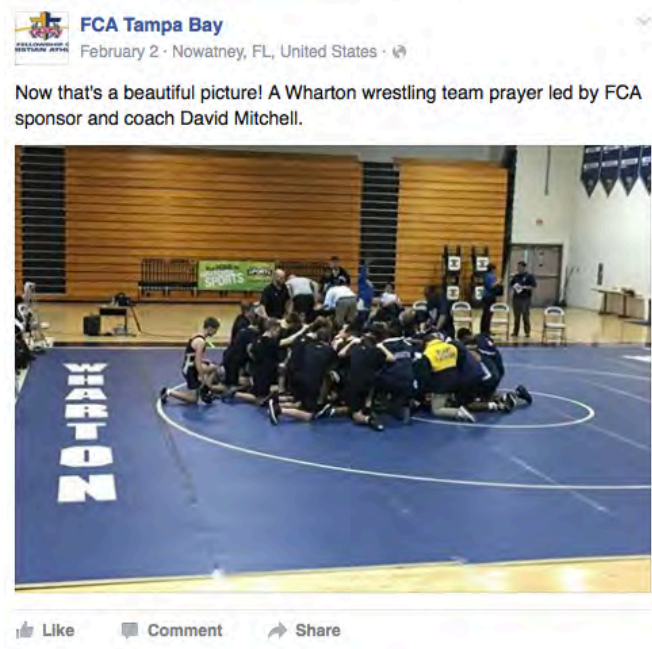 FCA Tampa Bay
February 2 · Nowatney, FL, United States ·
Now that's a beautiful picture! A Wharton wrestling team prayer led by FCA
sponsor and coach David Mitchell.
SPORTS
WHARTON
Like Comment Share